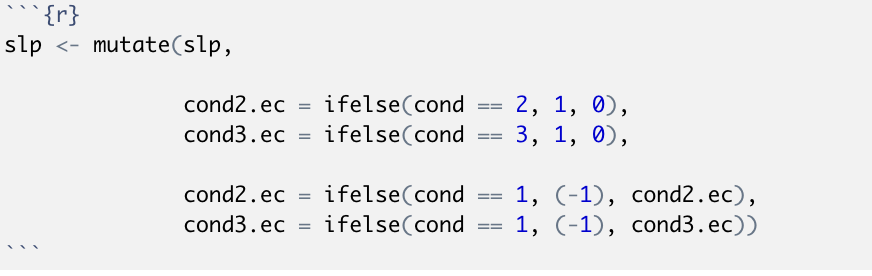 ```{r}
slp <- mutate(slp,
cond2.ec = ifelse(cond == 2, 1, 0),
cond3.ec = ifelse(cond == 3, 1, 0),
cond2.ec = ifelse(cond == 1, (-1), cond2.ec),
cond3.ec = ifelse(cond == 1, (-1), cond3.ec))
```